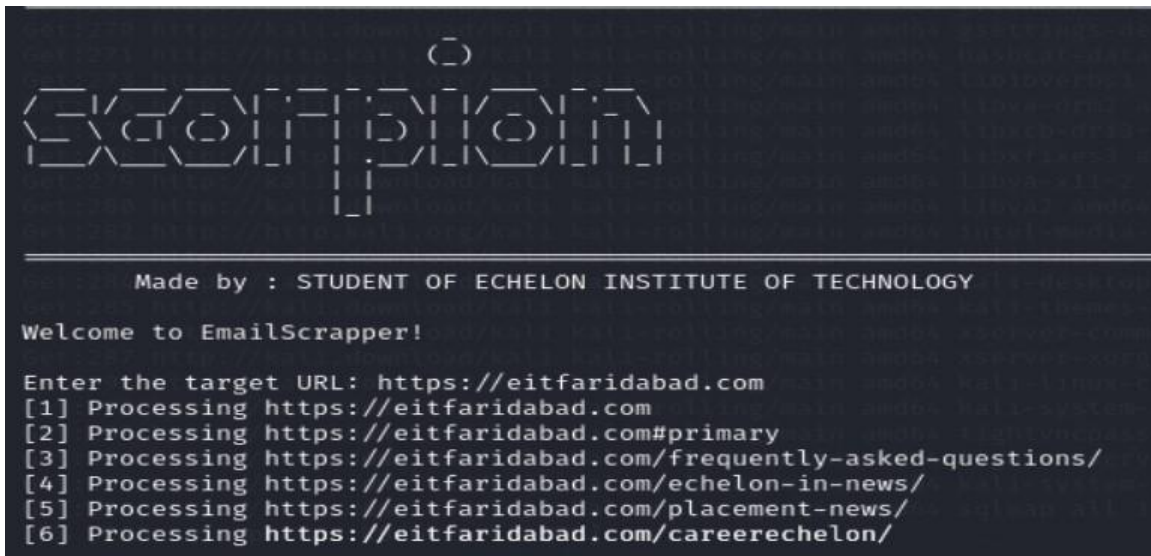 scorpion
Made by : STUDENT OF ECHELON INSTITUTE OF TECHNOLOGY
Welcome to EmailScrapper!
Enter the target URL: https://eitfaridabad.com
[1] Processing https://eitfaridabad.com
[2] Processing https://eitfaridabad.com#primary
[3] Processing https://eitfaridabad.com/frequently-asked-questions/
[4] Processing https://eitfaridabad.com/echelon-in-news/
[5] Processing https://eitfaridabad.com/placement-news/
[6] Processing https://eitfaridabad.com/careerechelon/